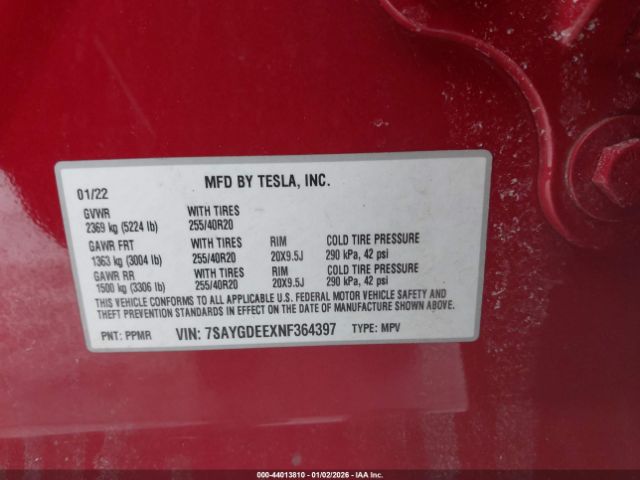 MFD BY TESLA, INC.
01/22
GVWR WITH TIRES
2369 kg (5224 lb) 255/40R20
GAWR FRT WITH TIRES RIM COLD TIRE PRESSURE
1363 kg (3004 lb) 255/40R20 20X9.5J 290 kPa, 42 psi
GAWR RR WITH TIRES RIM COLD TIRE PRESSURE
1500 kg (3306 lb) 255/40R20 20X9.5J 290 kPa, 42 psi
THIS VEHICLE CONFORMS TO ALL APPLICABLE U.S. FEDERAL MOTOR VEHICLE SAFETY AND
THEFT PREVENTION STANDARDS IN EFFECT ON THE DATE OF MANUFACTURE SHOWN ABOVE.
PNT: PPMR VIN: 7SAYGDEEXNF364397 TYPE: MPV
000-44013810 - 01/02/2026 - IAA Inc.